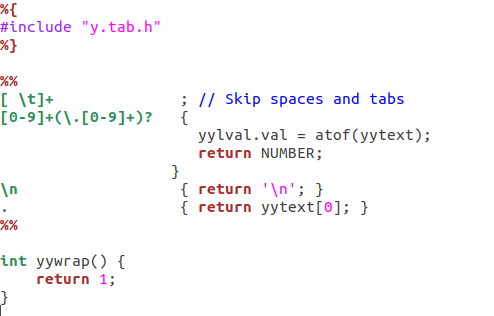 %{
#include "y.tab.h"
%}

%%
[ \t]+              ; // Skip spaces and tabs
[0-9]+(\.[0-9]+)?   {
                      yylval.val = atof(yytext);
                      return NUMBER;
                   }
\n                  { return '\n'; }
.                   { return yytext[0]; }
%%

int yywrap() {
    return 1;
}